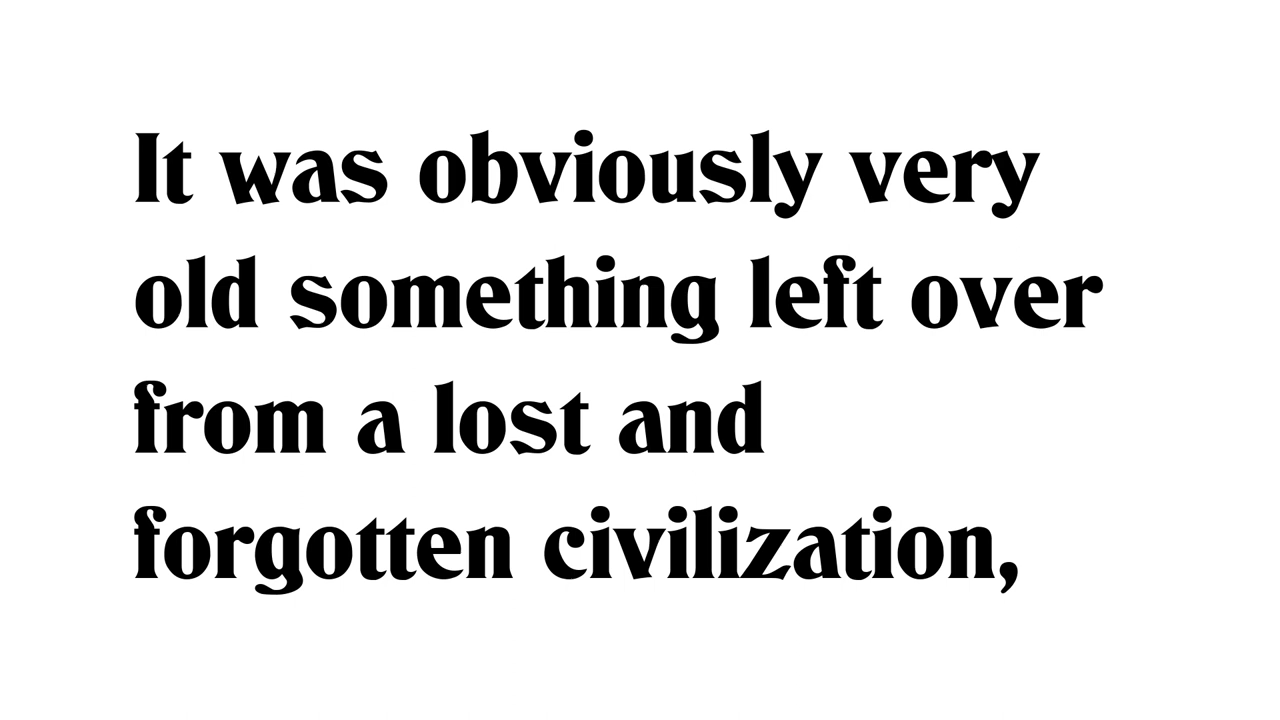 It was obviously very
old something left over
from a lost and
forgotten civilization,